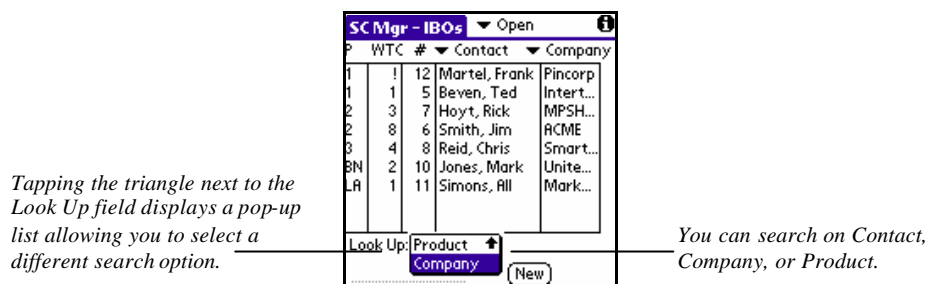 SC Mgr - IBOs ▼ Open i
P WTC # ▼ Contact ▼ Company
1 ! 12 Martel, Frank Pincorp
1 1 5 Beven, Ted Intert...
2 3 7 Hoyt, Rick MPSH...
2 8 6 Smith, Jim ACME
3 4 8 Reid, Chris Smart...
BN 2 10 Jones, Mark Unite...
LA 1 11 Simons, All Mark...
Tapping the triangle next to the
Look Up field displays a pop-up
list allowing you to select a
different search option.
Look Up: Product
Company
New
You can search on Contact,
Company, or Product.